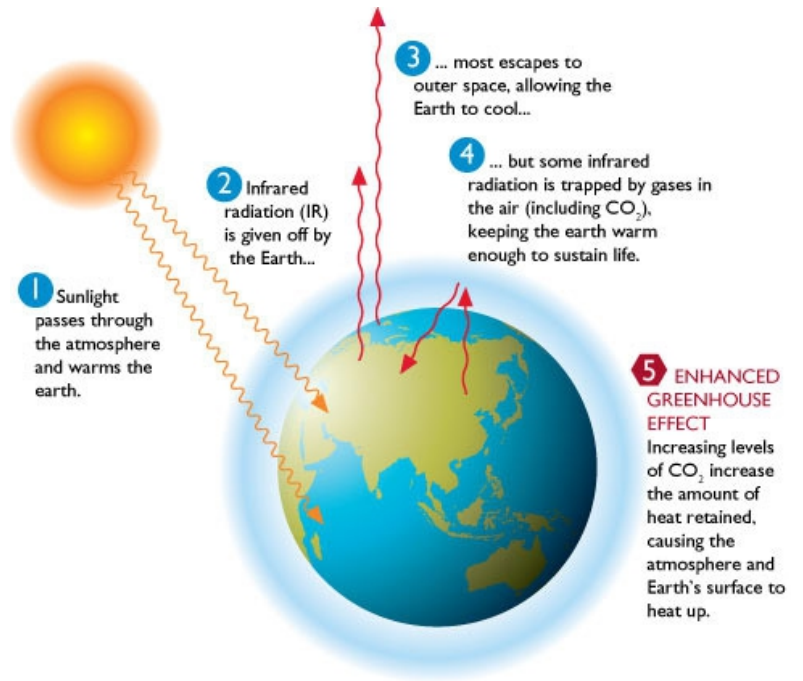 1 Sunlight
passes through
the atmosphere
and warms the
earth.
2 Infrared
radiation (IR)
is given off by
the Earth...
3 ... most escapes to
outer space, allowing the
Earth to cool...
4 ... but some infrared
radiation is trapped by gases in
the air (including CO₂),
keeping the earth warm
enough to sustain life.
5 ENHANCED
GREENHOUSE
EFFECT
Increasing levels
of CO₂ increase
the amount of
heat retained,
causing the
atmosphere and
Earth's surface to
heat up.